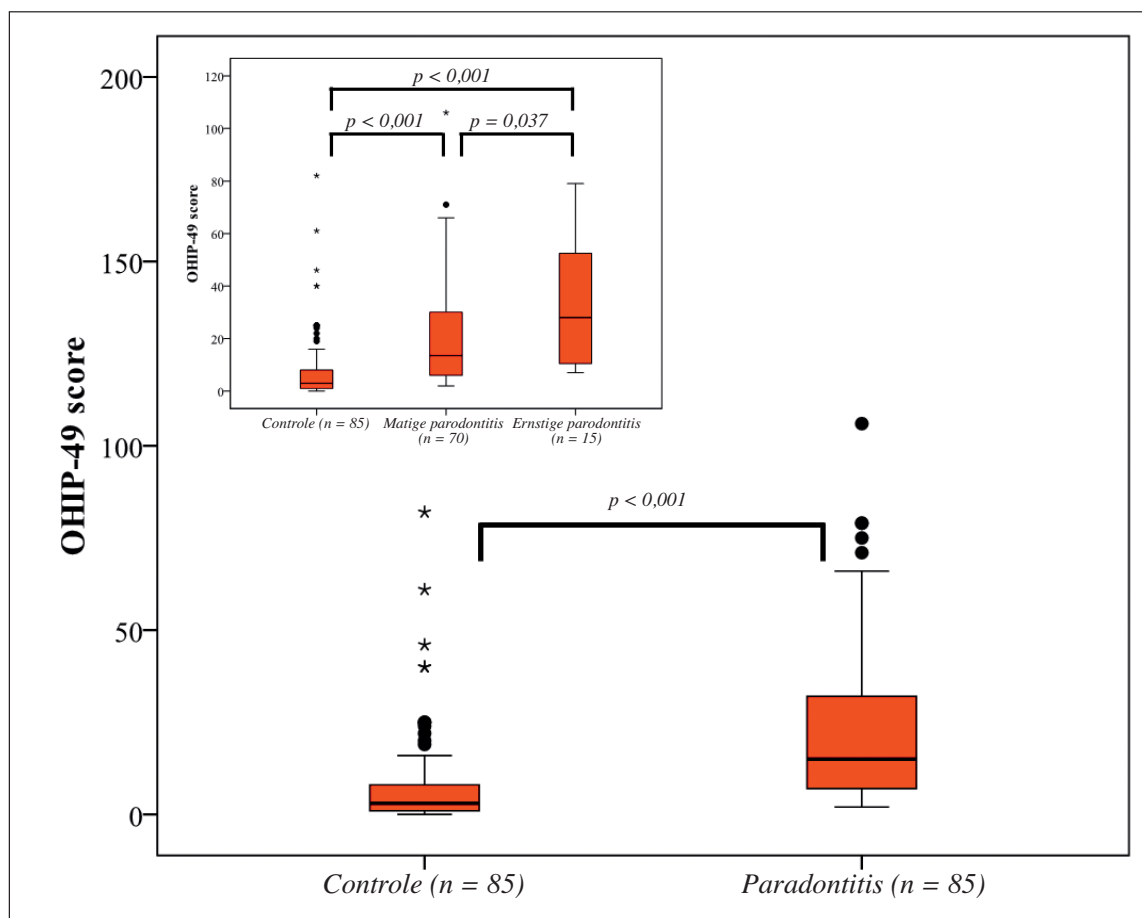 200
150
100
50
0
OHIP-49 score
120
100
80
60
40
20
0
OHIP-49 score
p < 0,001
p < 0,001
p = 0,037
Controle (n = 85)
Matige parodontitis
(n = 70)
Ernstige parodontitis
(n = 15)
p < 0,001
Controle (n = 85)
Paradontitis (n = 85)